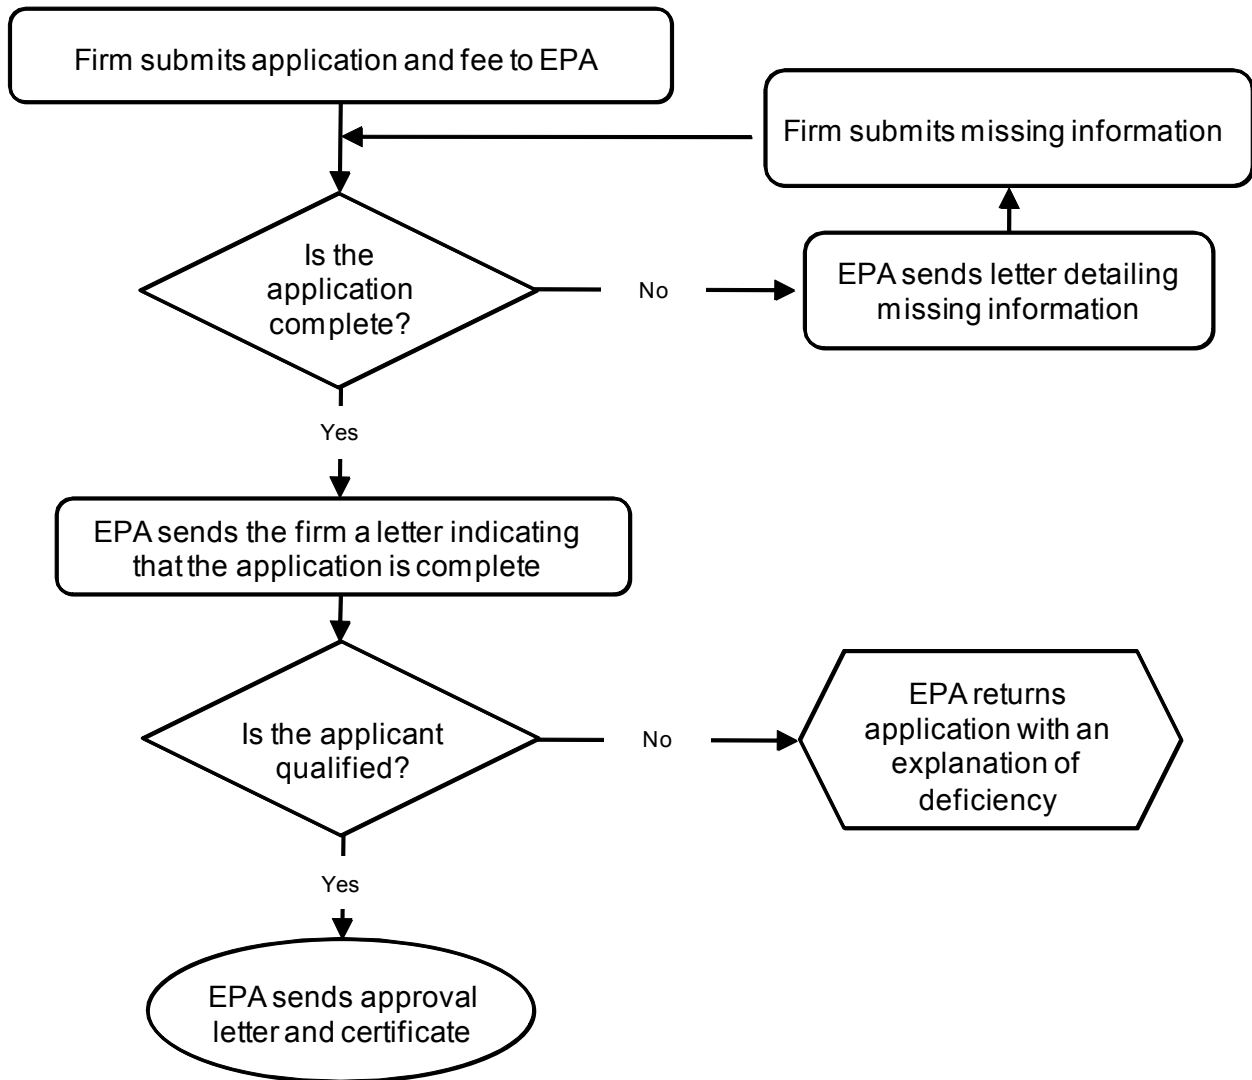 Firm submits application and fee to EPA
Firm submits missing information
Is the
application
complete?
No
EPA sends letter detailing
missing information
Yes
EPA sends the firm a letter indicating
that the application is complete
Is the applicant
qualified?
No
EPA returns
application with an
explanation of
deficiency
Yes
EPA sends approval
letter and certificate